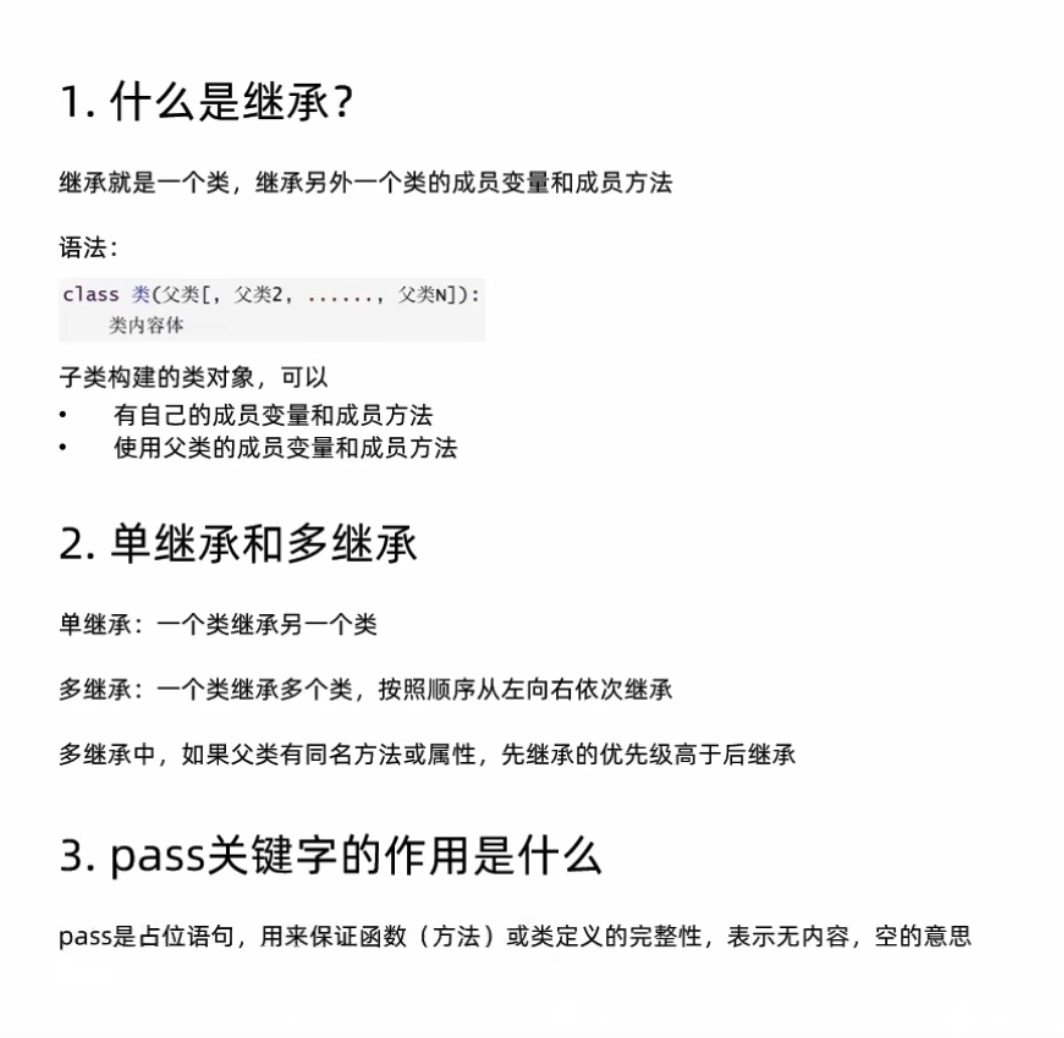 1. 什么是继承？
继承就是一个类，继承另外一个类的成员变量和成员方法
语法：
class 类(父类[, 父类2, ......, 父类N]):
类内容体
子类构建的类对象，可以
• 有自己的成员变量和成员方法
• 使用父类的成员变量和成员方法
2. 单继承和多继承
单继承：一个类继承另一个类
多继承：一个类继承多个类，按照顺序从左向右依次继承
多继承中，如果父类有同名方法或属性，先继承的优先级高于后继承
3. pass关键字的作用是什么
pass是占位语句，用来保证函数（方法）或类定义的完整性，表示无内容，空的意思